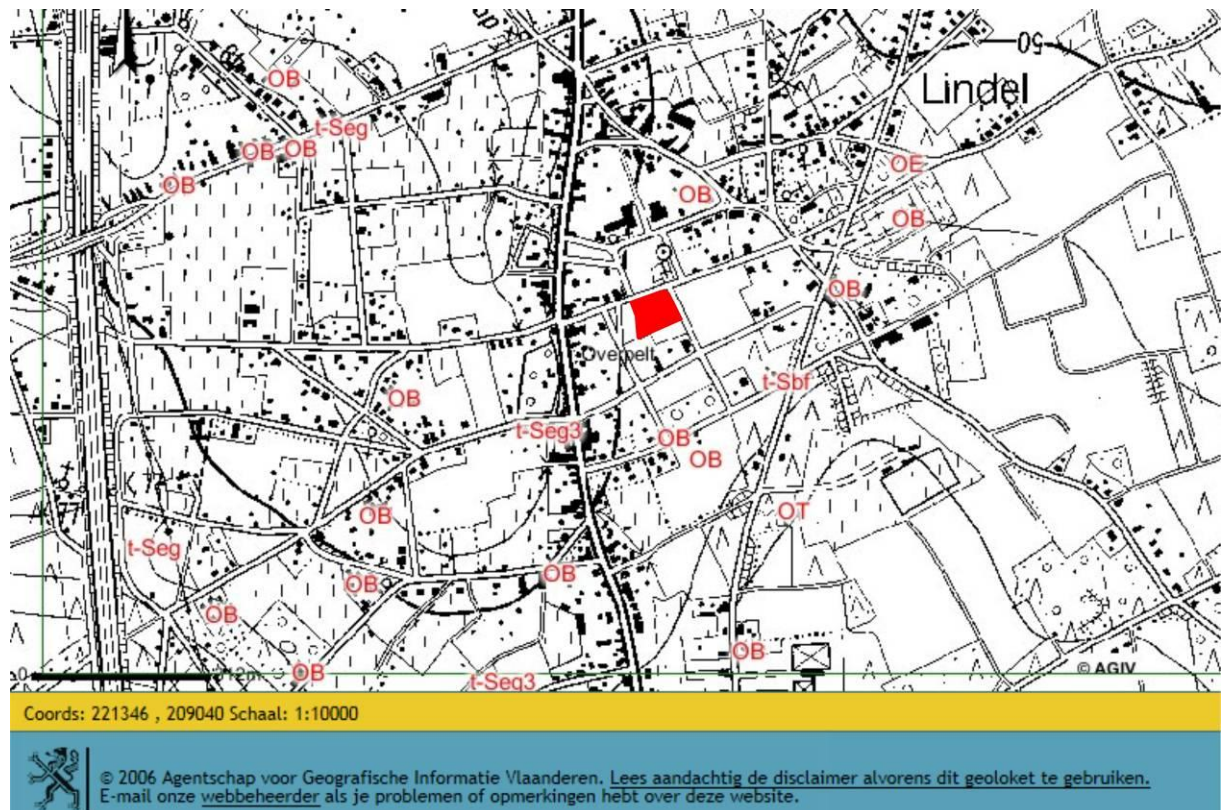 50
Lindel
OB
t-Seg
OB
OB
OB
OE
OB
OB
OB
Overpelt
t-Sbf
OB
t-Seg3
OB
OB
OB
OT
t-Seg
OB
OB
OB
OB
OB
t-Seg3
© AGIV
Coords: 221346 , 209040 Schaal: 1:10000
© 2006 Agentschap voor Geografische Informatie Vlaanderen. Lees aandachtig de disclaimer alvorens dit geoloket te gebruiken.
E-mail onze webbeheerder als je problemen of opmerkingen hebt over deze website.